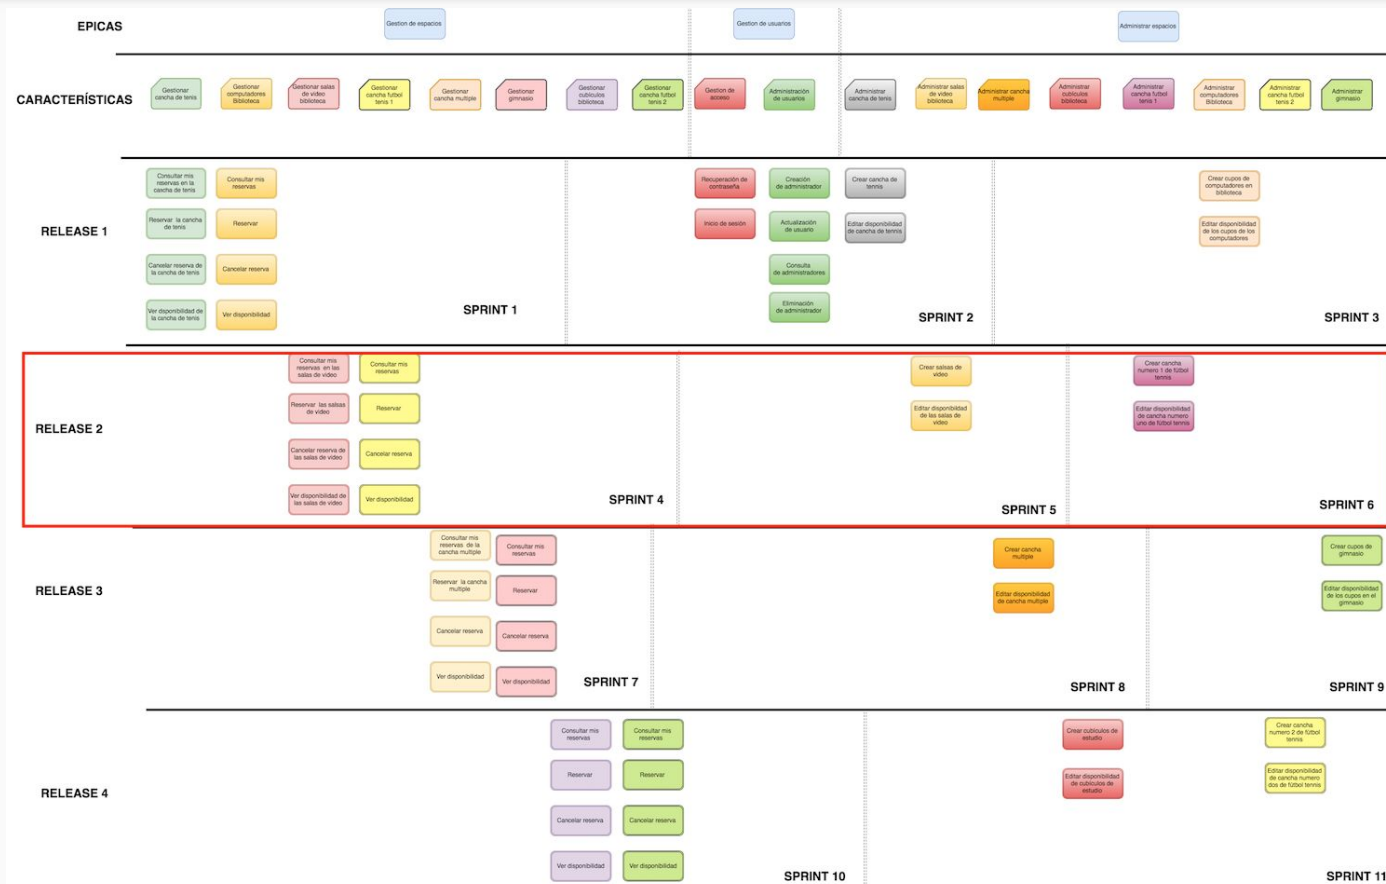 EPICAS
Gestion de espacios
Gestion de usuarios
Administrar espacios
CARACTERÍSTICAS
Gestionar
cancha de tenis
Gestionar
computadores
Biblioteca
Gestionar salas
de video
biblioteca
Gestionar
cancha futbol
tenis 1
Gestionar
cancha multiple
Gestionar
gimnasio
Gestionar
cubiculos
biblioteca
Gestionar
cancha futbol
tenis 2
Gestion de
acceso
Administración
de usuarios
Administrar
cancha de tenis
Administrar salas
de video
biblioteca
Administrar cancha
multiple
Administrar
cubiculos
biblioteca
Administrar
cancha futbol
tenis 1
Administrar
computadores
Biblioteca
Administrar
cancha futbol
tenis 2
Administrar
gimnasio
RELEASE 1
Consultar mis
reservas en la
cancha de tenis
Reservar la cancha
de tenis
Cancelar reserva de
la cancha de tenis
Ver disponibilidad de
la cancha de tenis
Consultar mis
reservas
Reservar
Cancelar reserva
Ver disponibilidad
SPRINT 1
Recuperación de
contraseña
Inicio de sesión
Creación
de administrador
Actualización
de usuario
Consulta
de administradores
Eliminación
de administrador
Crear cancha de
tennis
Editar disponibilidad
de cancha de tennis
SPRINT 2
Crear cupos de
computadores en
biblioteca
Editar disponibilidad
de los cupos de los
computadores
SPRINT 3
RELEASE 2
Consultar mis
reservas en las
salas de video
Reservar las salsas
de video
Cancelar reserva de
las salas de video
Ver disponibilidad de
las salas de video
Consultar mis
reservas
Reservar
Cancelar reserva
Ver disponibilidad
SPRINT 4
Crear salsas de
video
Editar disponibilidad
de las salas de
video
SPRINT 5
Crear cancha
numero 1 de fútbol
tennis
Editar disponibilidad
de cancha numero
uno de fútbol tennis
SPRINT 6
RELEASE 3
Consultar mis
reservas de la
cancha multiple
Reservar la cancha
multiple
Cancelar reserva
Ver disponibilidad
Consultar mis
reservas
Reservar
Cancelar reserva
Ver disponibilidad
SPRINT 7
Crear cancha
multiple
Editar disponibilidad
de cancha multiple
SPRINT 8
Crear cupos de
gimnasio
Editar disponibilidad
de los cupos en el
gimnasio
SPRINT 9
RELEASE 4
Consultar mis
reservas
Reservar
Cancelar reserva
Ver disponibilidad
Consultar mis
reservas
Reservar
Cancelar reserva
Ver disponibilidad
SPRINT 10
Crear cubiculos de
estudio
Editar disponibilidad
de cubiculos de
estudio
Crear cancha
numero 2 de fútbol
tennis
Editar disponibilidad
de cancha numero
dos de fútbol tennis
SPRINT 11